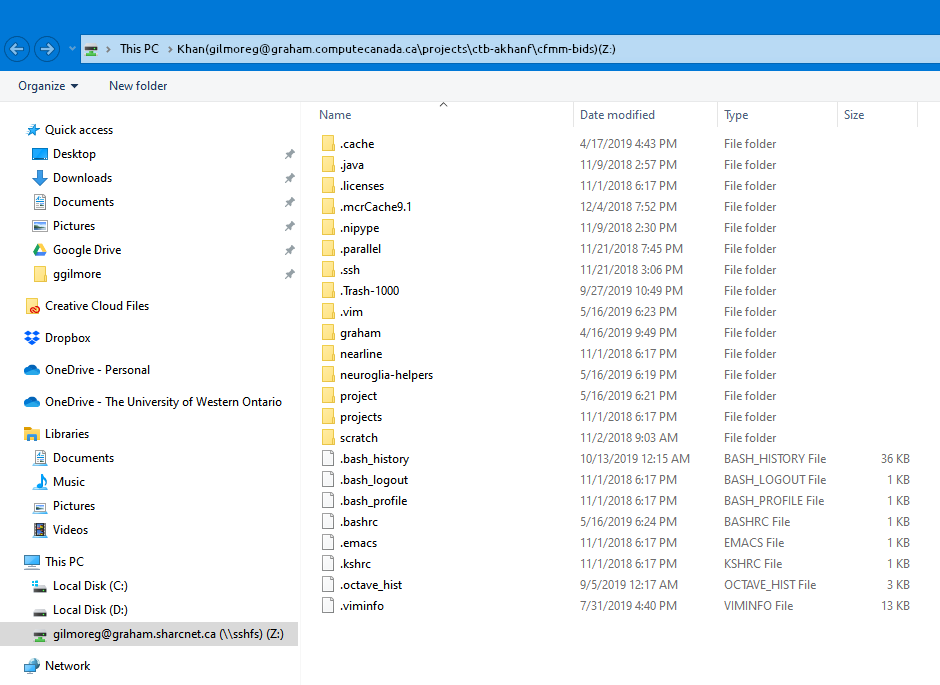 This PC > Khan(gilmoreg@graham.computecanada.ca\projects\ctb-akhanf\cfmm-bids)(Z:)
Organize New folder
Quick access
Desktop
Downloads
Documents
Pictures
Google Drive
ggilmore
Creative Cloud Files
Dropbox
OneDrive - Personal
OneDrive - The University of Western Ontario
Libraries
Documents
Music
Pictures
Videos
This PC
Local Disk (C:)
Local Disk (D:)
gilmoreg@graham.sharcnet.ca (\\sshfs) (Z:)
Network
Name Date modified Type Size
.cache 4/17/2019 4:43 PM File folder
.java 11/9/2018 2:57 PM File folder
.licenses 11/1/2018 6:17 PM File folder
.mcrCache9.1 12/4/2018 7:52 PM File folder
.nipype 11/9/2018 2:30 PM File folder
.parallel 11/21/2018 7:45 PM File folder
.ssh 11/21/2018 3:06 PM File folder
.Trash-1000 9/27/2019 10:49 PM File folder
.vim 5/16/2019 6:23 PM File folder
graham 4/16/2019 9:49 PM File folder
nearline 11/1/2018 6:17 PM File folder
neuroglia-helpers 5/16/2019 6:19 PM File folder
project 5/16/2019 6:21 PM File folder
projects 11/1/2018 6:17 PM File folder
scratch 11/2/2018 9:03 AM File folder
.bash_history 10/13/2019 12:15 AM BASH_HISTORY File 36 KB
.bash_logout 11/1/2018 6:17 PM BASH_LOGOUT File 1 KB
.bash_profile 11/1/2018 6:17 PM BASH_PROFILE File 1 KB
.bashrc 5/16/2019 6:24 PM BASHRC File 1 KB
.emacs 11/1/2018 6:17 PM EMACS File 1 KB
.kshrc 11/1/2018 6:17 PM KSHRC File 1 KB
.octave_hist 9/5/2019 12:17 AM OCTAVE_HIST File 3 KB
.viminfo 7/31/2019 4:40 PM VIMINFO File 13 KB